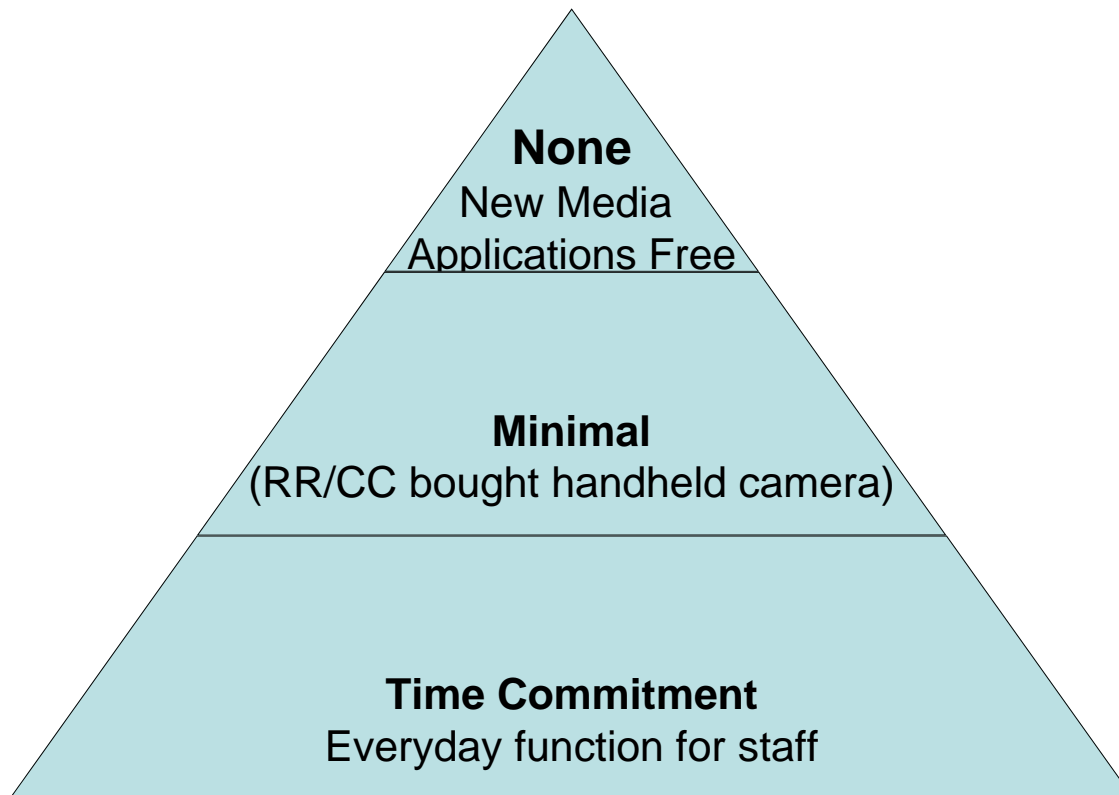 None
New Media
Applications Free
Minimal
(RR/CC bought handheld camera)
Time Commitment
Everyday function for staff